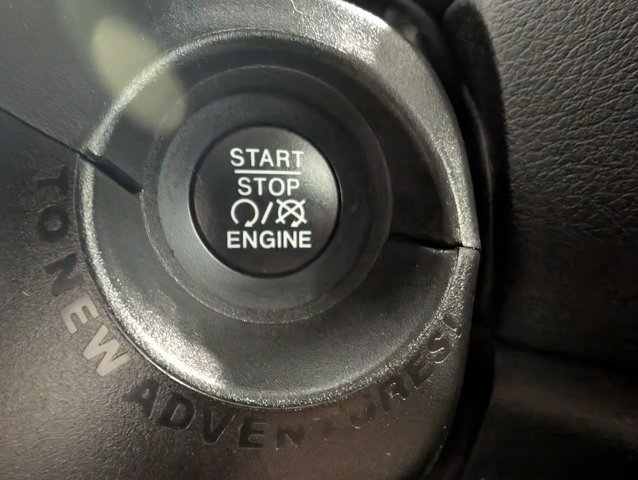 START
STOP
/
ENGINE
TO NEW ADVENTURES!